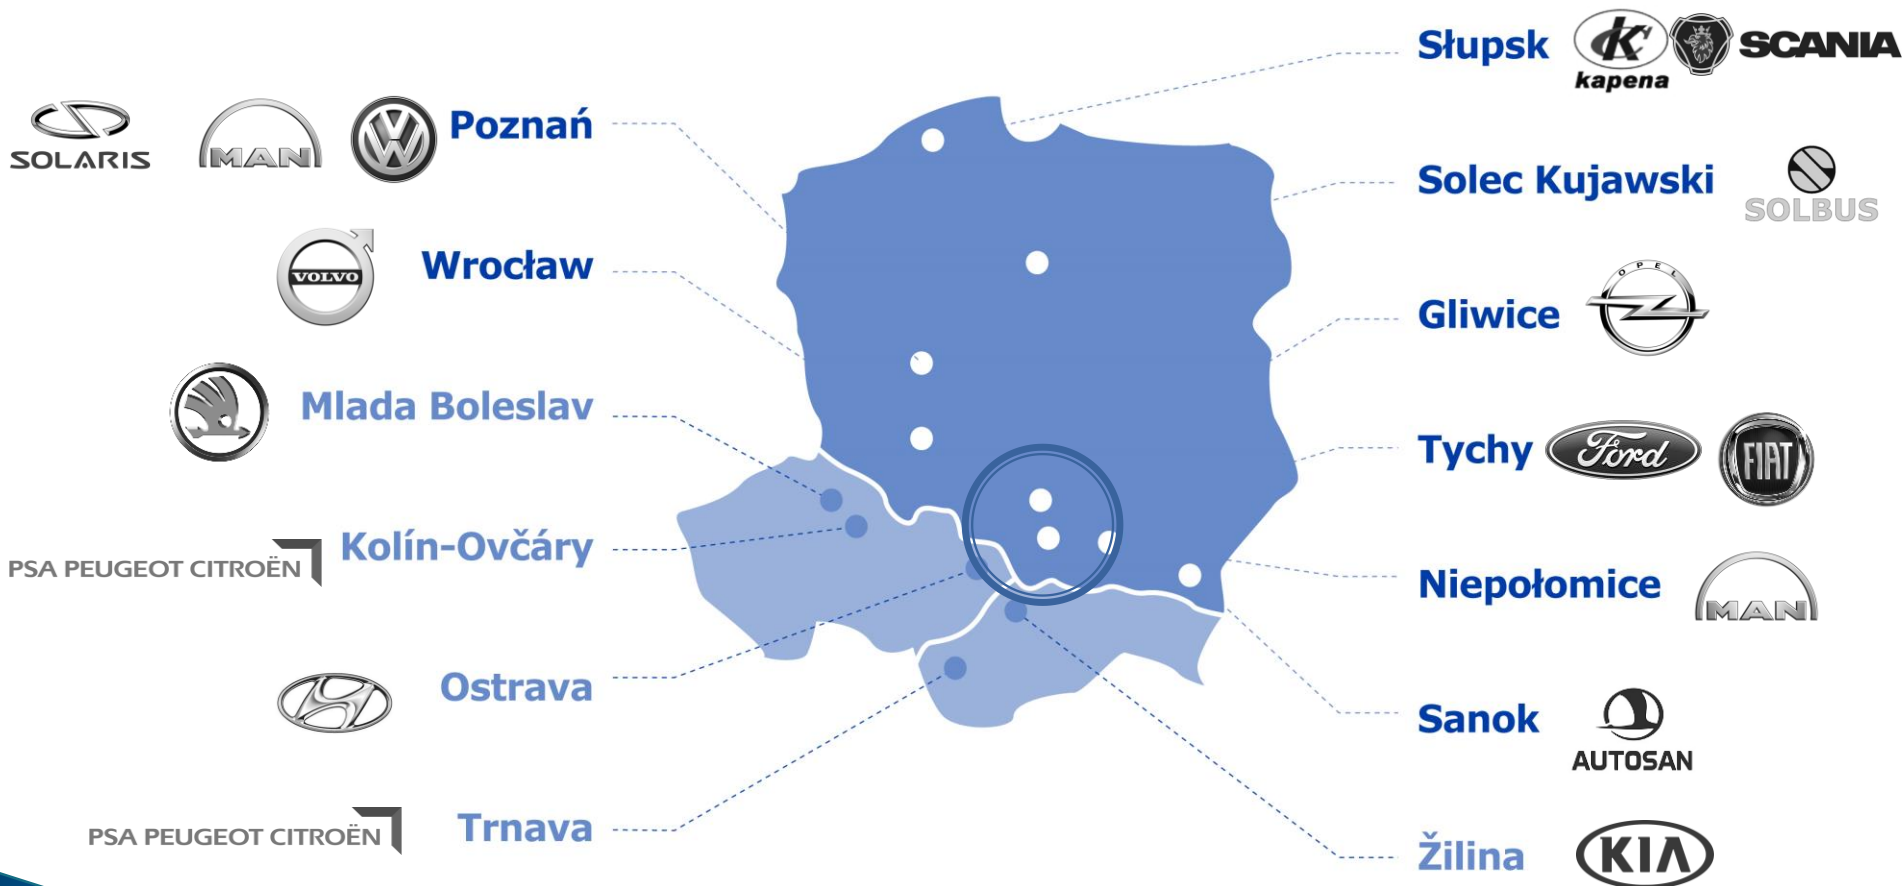 Słupsk
kapena
SCANIA
SOLARIS
MAN
Poznań
Solec Kujawski
SOLBUS
VOLVO
Wrocław
OPEL
Gliwice
Mlada Boleslav
Tychy
Ford
FIAT
PSA PEUGEOT CITROËN
Kolín-Ovčáry
Niepołomice
MAN
Ostrava
Sanok
AUTOSAN
PSA PEUGEOT CITROËN
Trnava
Žilina
KIA